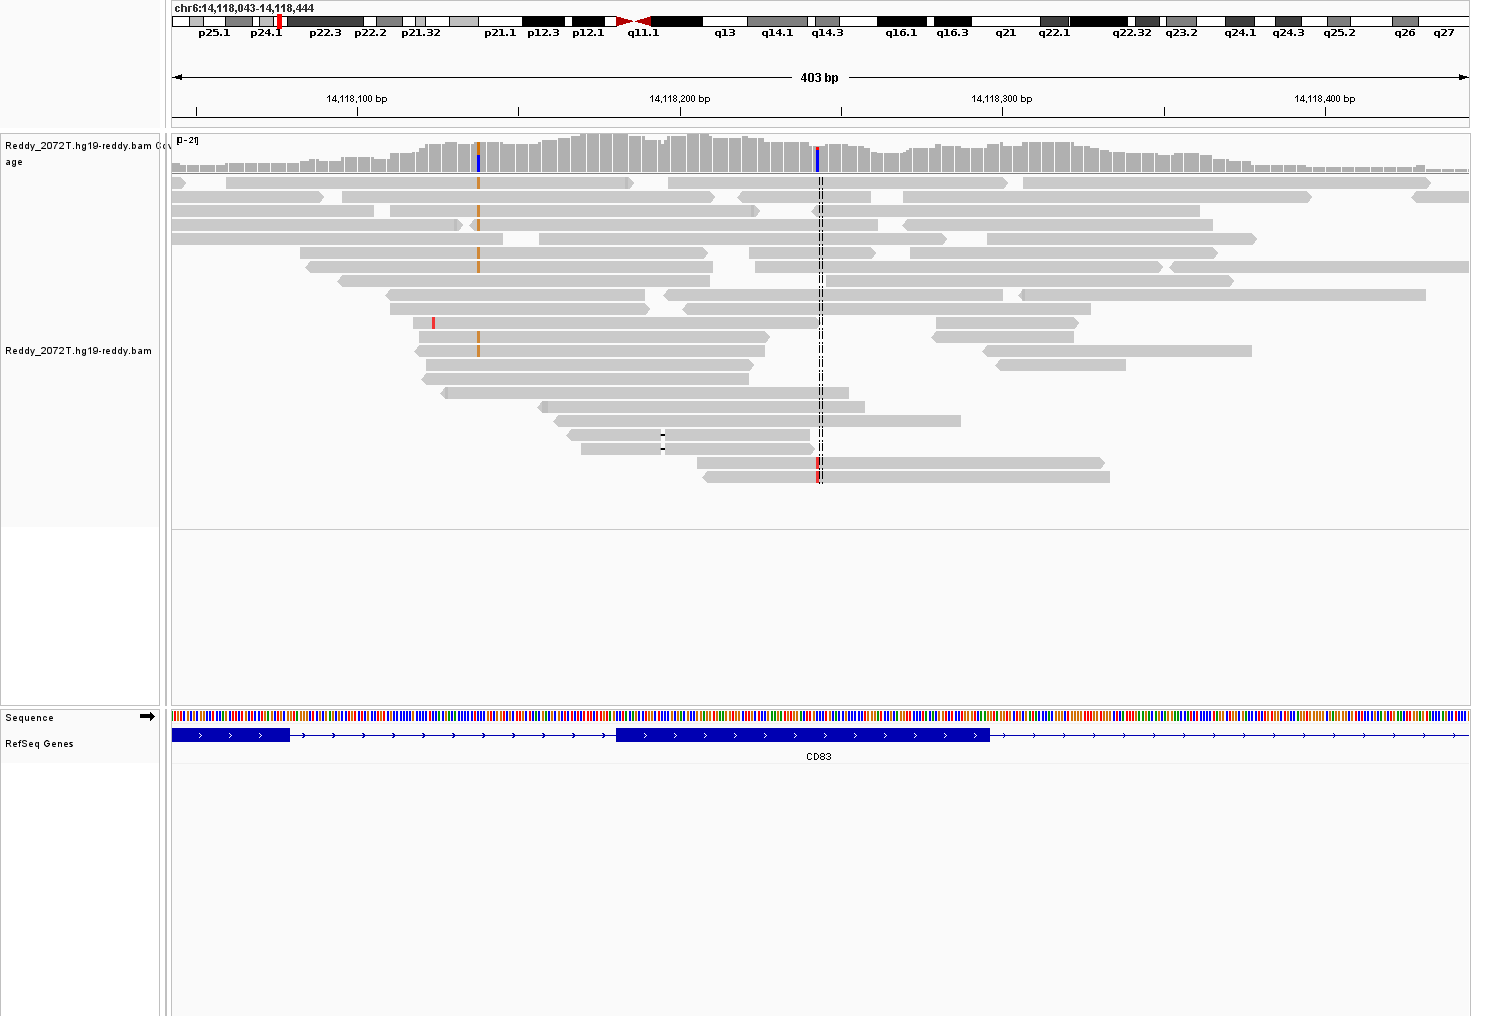 chr6:14,118,043-14,118,444
p25.1 p24.1 p22.3 p22.2 p21.32 p21.1 p12.3 p12.1 q11.1 q13 q14.1 q14.3 q16.1 q16.3 q21 q22.1 q22.32 q23.2 q24.1 q24.3 q25.2 q26 q27
403 bp
14,118,100 bp 14,118,200 bp 14,118,300 bp 14,118,400 bp
[0-21]
Reddy_2072T.hg19-reddy.bam Cov
age
Reddy_2072T.hg19-reddy.bam
Sequence
RefSeq Genes
CD83